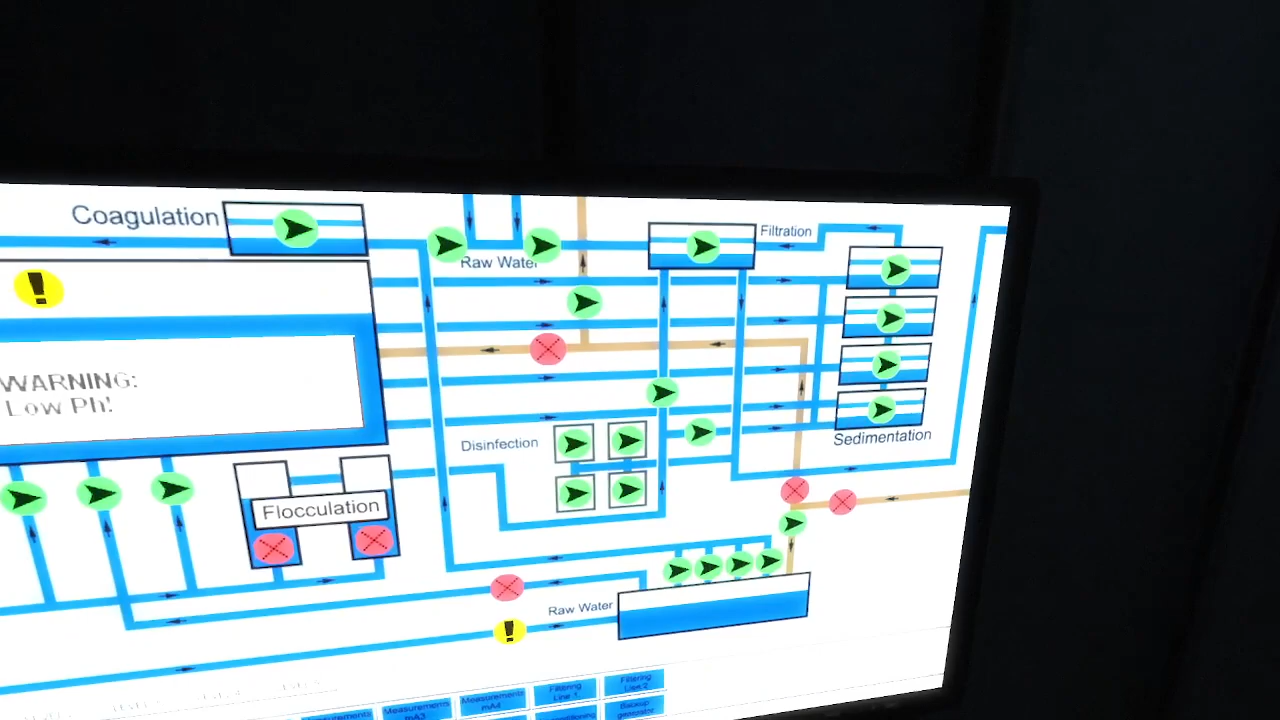 Coagulation
Raw Water
Filtration
WARNING:
Low Ph!
Disinfection
Sedimentation
Flocculation
Raw Water
Measurements
mA3
Measurements
mA4
Filtering
Line 1
Filtering
Line 2
Backup
generator